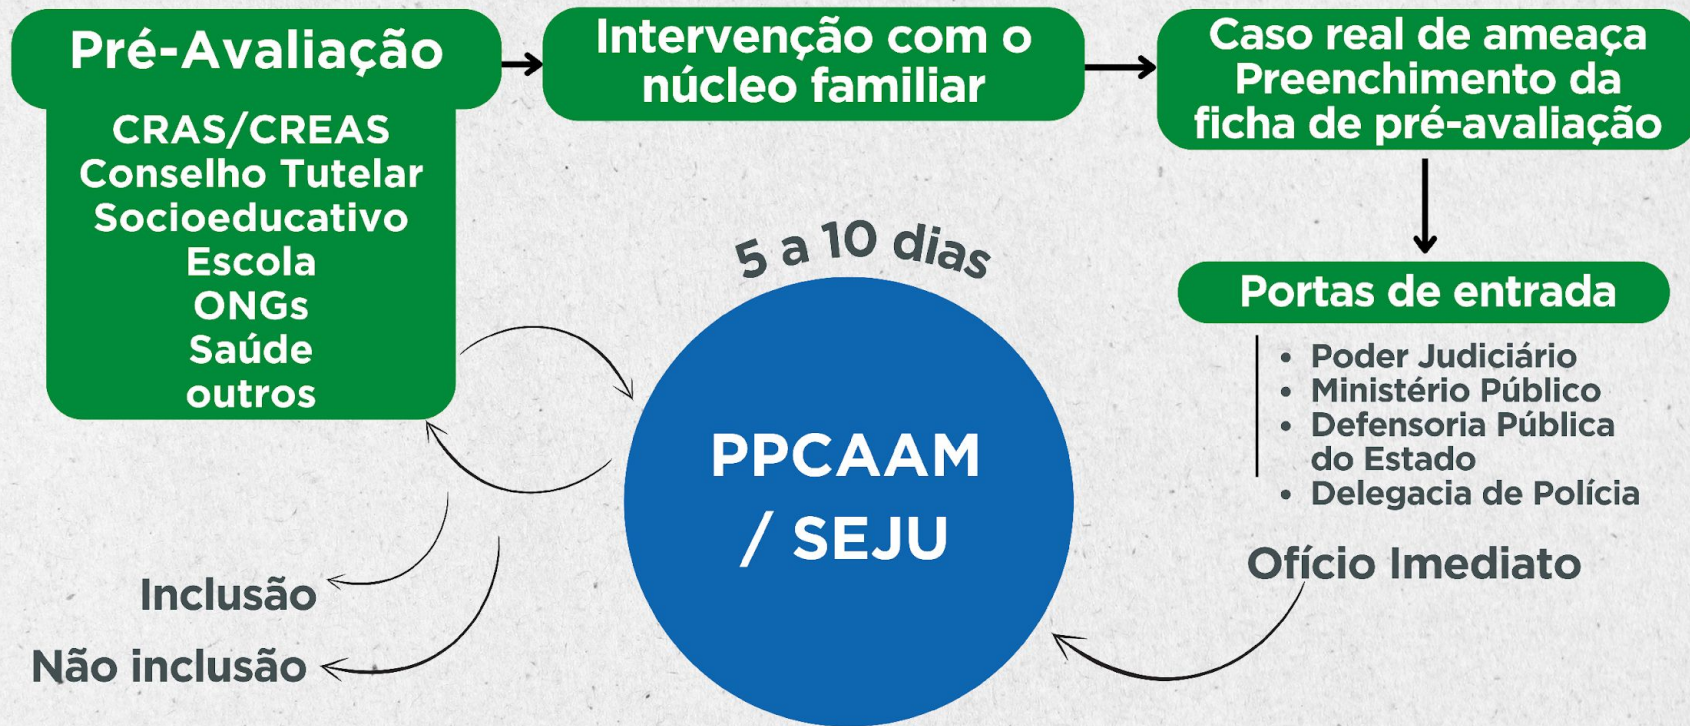 Pré-Avaliação
CRAS/CREAS
Conselho Tutelar
Socioeducativo
Escola
ONGs
Saúde
outros
Intervenção com o
núcleo familiar
Caso real de ameaça
Preenchimento da
ficha de pré-avaliação
Portas de entrada
• Poder Judiciário
• Ministério Público
• Defensoria Pública
do Estado
• Delegacia de Polícia
Ofício Imediato
5 a 10 dias
PPCAAM
/ SEJU
Inclusão
Não inclusão